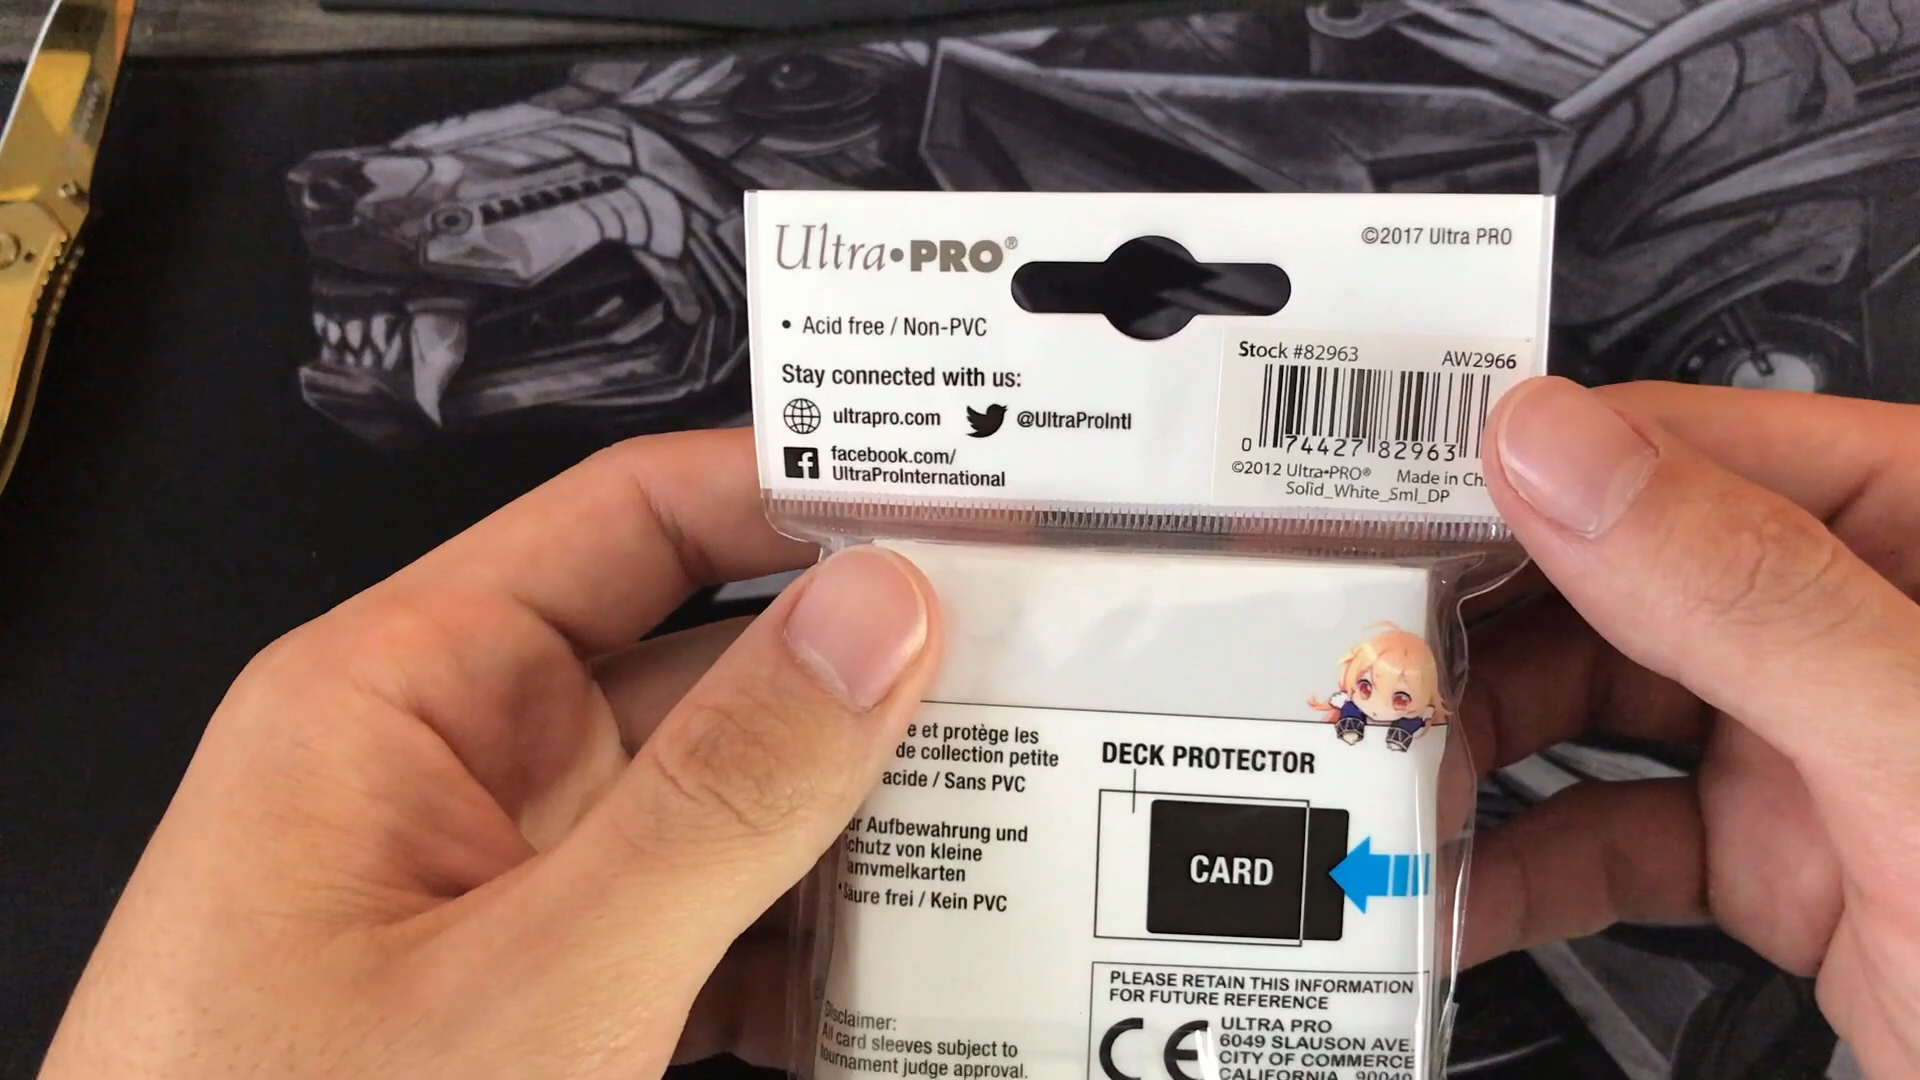 Ultra•PRO®
©2017 Ultra PRO
• Acid free / Non-PVC
Stay connected with us:
ultrapro.com @UltraProIntl
facebook.com/
UltraProInternational
Stock #82963 AW2966
0 74427 82963
©2012 Ultra•PRO® Made in
Solid_White_Sml_DP
e et protège les
de collection petite
acide / Sans PVC
Aufbewahrung und
von kleine
frei / Kein PVC
Disclaimer:
All card sleeves subject to
tournament judge approval.
DECK PROTECTOR
CARD
PLEASE RETAIN THIS INFORMATION
FOR FUTURE REFERENCE
CE
ULTRA PRO
6049 SLAUSON AVE.
CITY OF COMMERCE
CALIFORNIA 90040